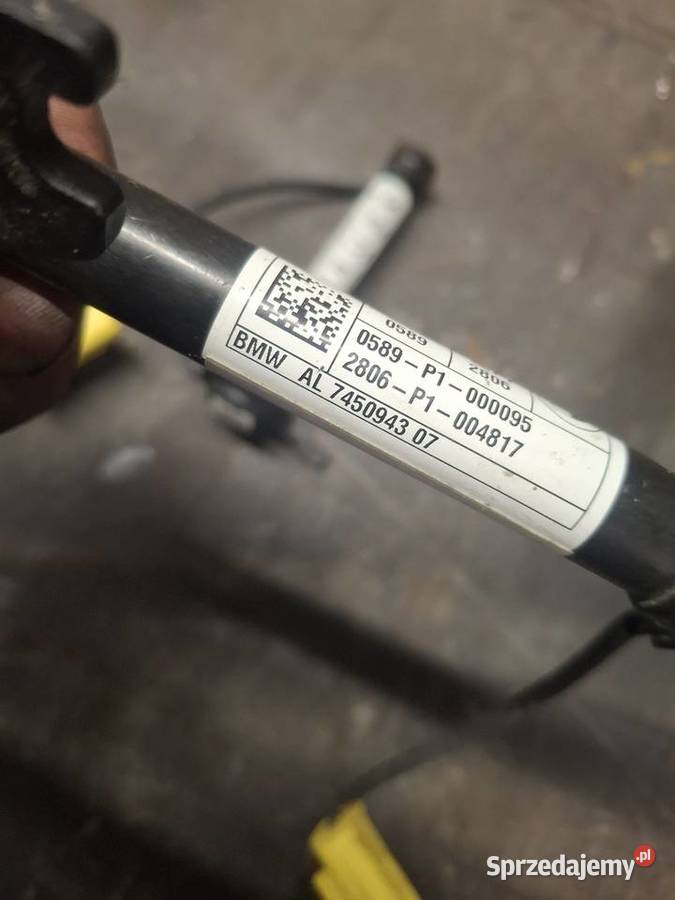 0589 2806
0589-P1-000095
2806-P1-004817
BMW AL 7450943 07
Sprzedajemy.pl